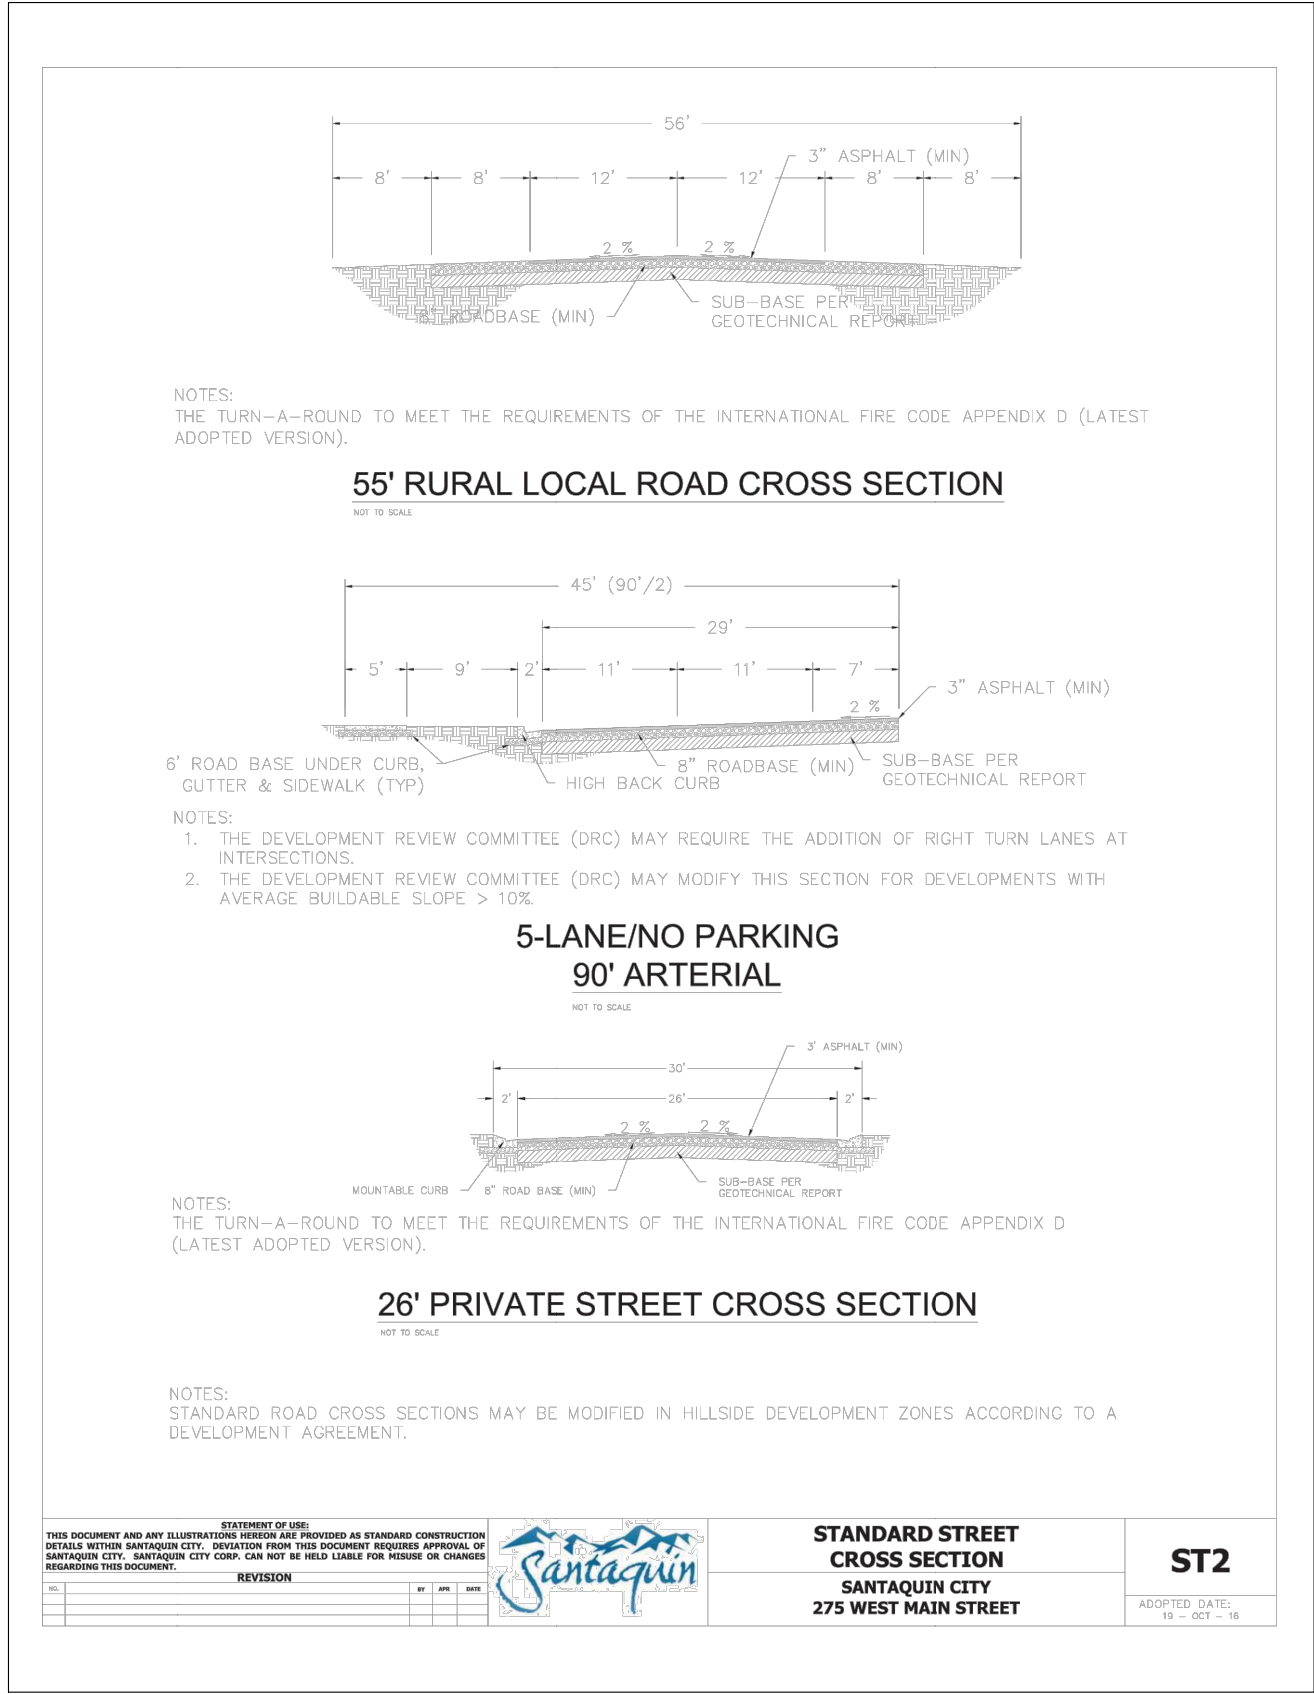 56'
3" ASPHALT (MIN)
8' 8' 12' 12' 8' 8'
2 % 2 %
ROADBASE (MIN)
SUB-BASE PER
GEOTECHNICAL REPORT
NOTES:
THE TURN-A-ROUND TO MEET THE REQUIREMENTS OF THE INTERNATIONAL FIRE CODE APPENDIX D (LATEST
ADOPTED VERSION).
55' RURAL LOCAL ROAD CROSS SECTION
NOT TO SCALE
45' (90'/2)
29'
5' 9' 2' 11' 11' 7'
3" ASPHALT (MIN)
2 %
6' ROAD BASE UNDER CURB,
GUTTER & SIDEWALK (TYP)
HIGH BACK CURB
8" ROADBASE (MIN)
SUB-BASE PER
GEOTECHNICAL REPORT
NOTES:
1. THE DEVELOPMENT REVIEW COMMITTEE (DRC) MAY REQUIRE THE ADDITION OF RIGHT TURN LANES AT
INTERSECTIONS.
2. THE DEVELOPMENT REVIEW COMMITTEE (DRC) MAY MODIFY THIS SECTION FOR DEVELOPMENTS WITH
AVERAGE BUILDABLE SLOPE > 10%.
5-LANE/NO PARKING
90' ARTERIAL
NOT TO SCALE
3' ASPHALT (MIN)
30'
2' 26' 2'
2 % 2 %
MOUNTABLE CURB
ROAD BASE (MIN)
SUB-BASE PER
GEOTECHNICAL REPORT
NOTES:
THE TURN-A-ROUND TO MEET THE REQUIREMENTS OF THE INTERNATIONAL FIRE CODE APPENDIX D
(LATEST ADOPTED VERSION).
26' PRIVATE STREET CROSS SECTION
NOT TO SCALE
NOTES:
STANDARD ROAD CROSS SECTIONS MAY BE MODIFIED IN HILLSIDE DEVELOPMENT ZONES ACCORDING TO A
DEVELOPMENT AGREEMENT.
STATEMENT OF USE:
THIS DOCUMENT AND ANY ILLUSTRATIONS HEREON ARE PROVIDED AS STANDARD CONSTRUCTION
DETAILS WITHIN SANTAQUIN CITY. DEVIATION FROM THIS DOCUMENT REQUIRES APPROVAL OF
SANTAQUIN CITY. SANTAQUIN CITY CORP. CAN NOT BE HELD LIABLE FOR MISUSE OR CHANGES
REGARDING THIS DOCUMENT.
REVISION
NO. BY APR DATE
Santaquin
STANDARD STREET
CROSS SECTION
SANTAQUIN CITY
275 WEST MAIN STREET
ST2
ADOPTED DATE:
19 - OCT - 16